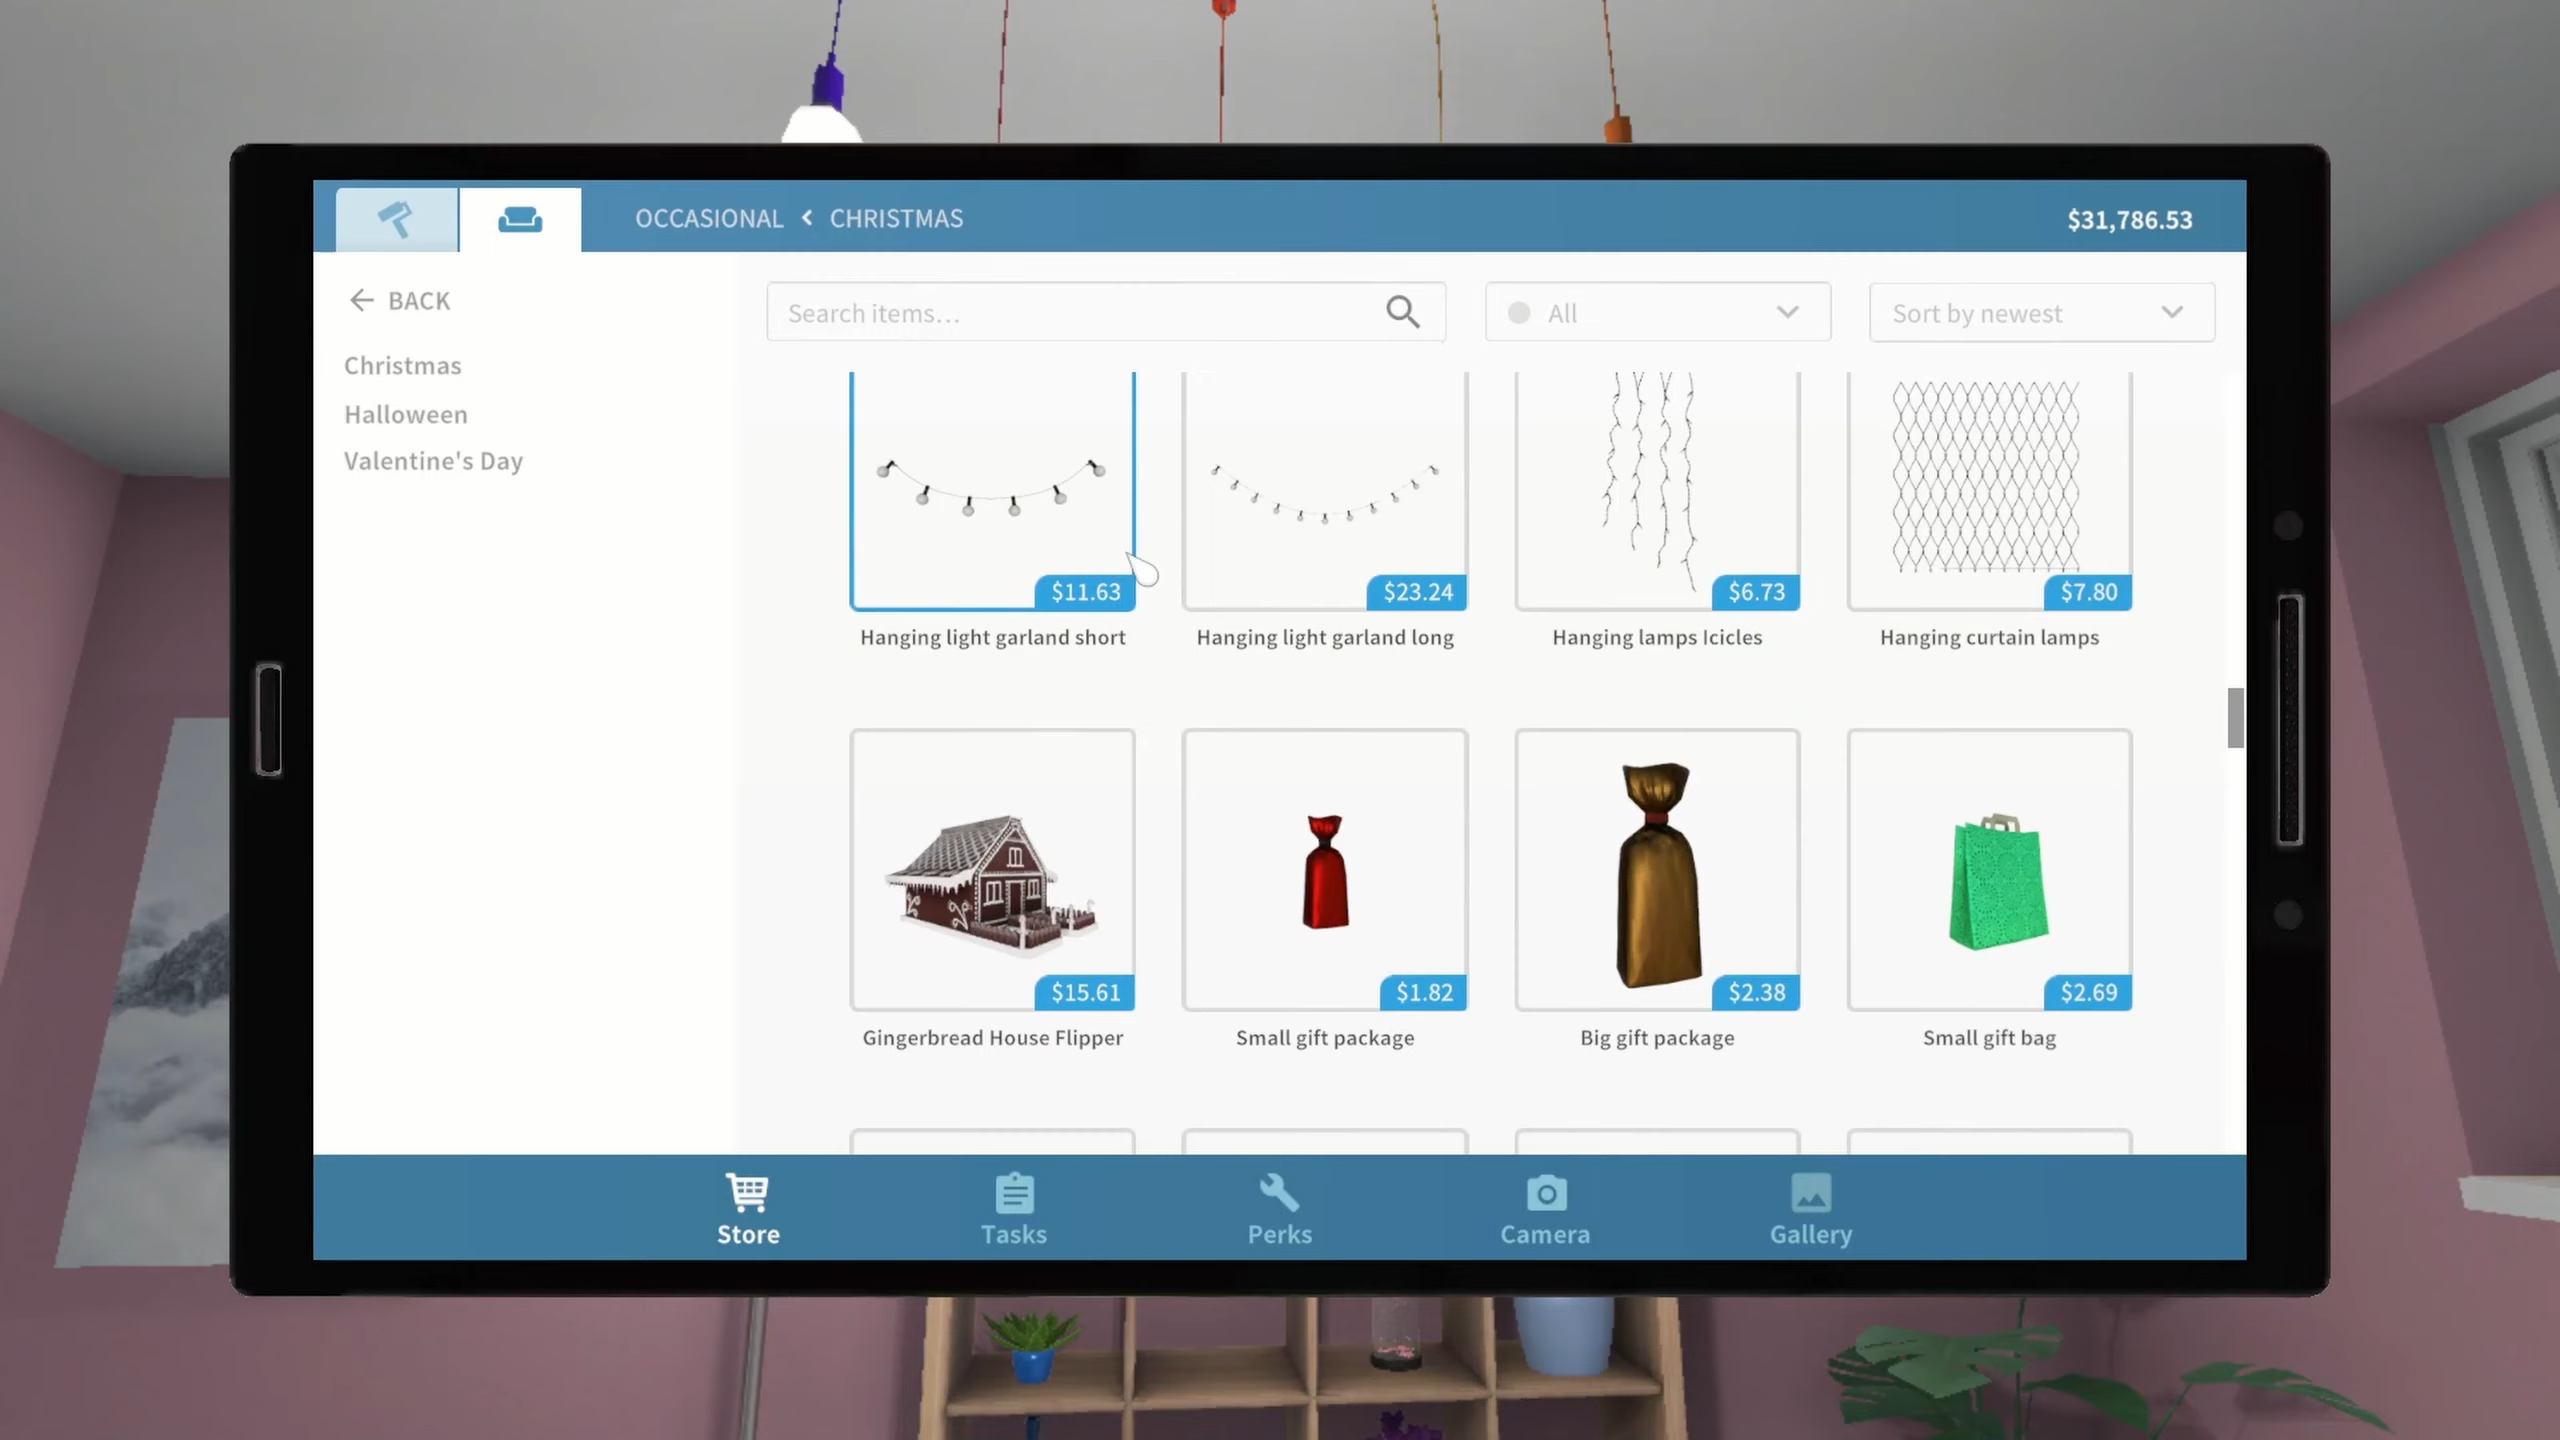 OCCASIONAL < CHRISTMAS
$31,786.53
BACK
Christmas
Halloween
Valentine's Day
Search items...
All
Sort by newest
$11.63
$23.24
$6.73
$7.80
Hanging light garland short
Hanging light garland long
Hanging lamps Icicles
Hanging curtain lamps
$15.61
$1.82
$2.38
$2.69
Gingerbread House Flipper
Small gift package
Big gift package
Small gift bag
Store
Tasks
Perks
Camera
Gallery